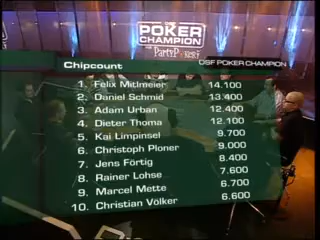 POKER
CHAMPION
Chipcount DSF POKER CHAMPION
1. Felix Mitlmeier 14.100
2. Daniel Schmid 13.400
3. Adam Urban 12.400
4. Dieter Thoma 12.100
5. Kai Limpinsel 9.700
6. Christoph Ploner 9.000
7. Jens Förtig 8.400
8. Rainer Lohse 7.600
9. Marcel Mette 6.700
10. Christian Völker 6.600